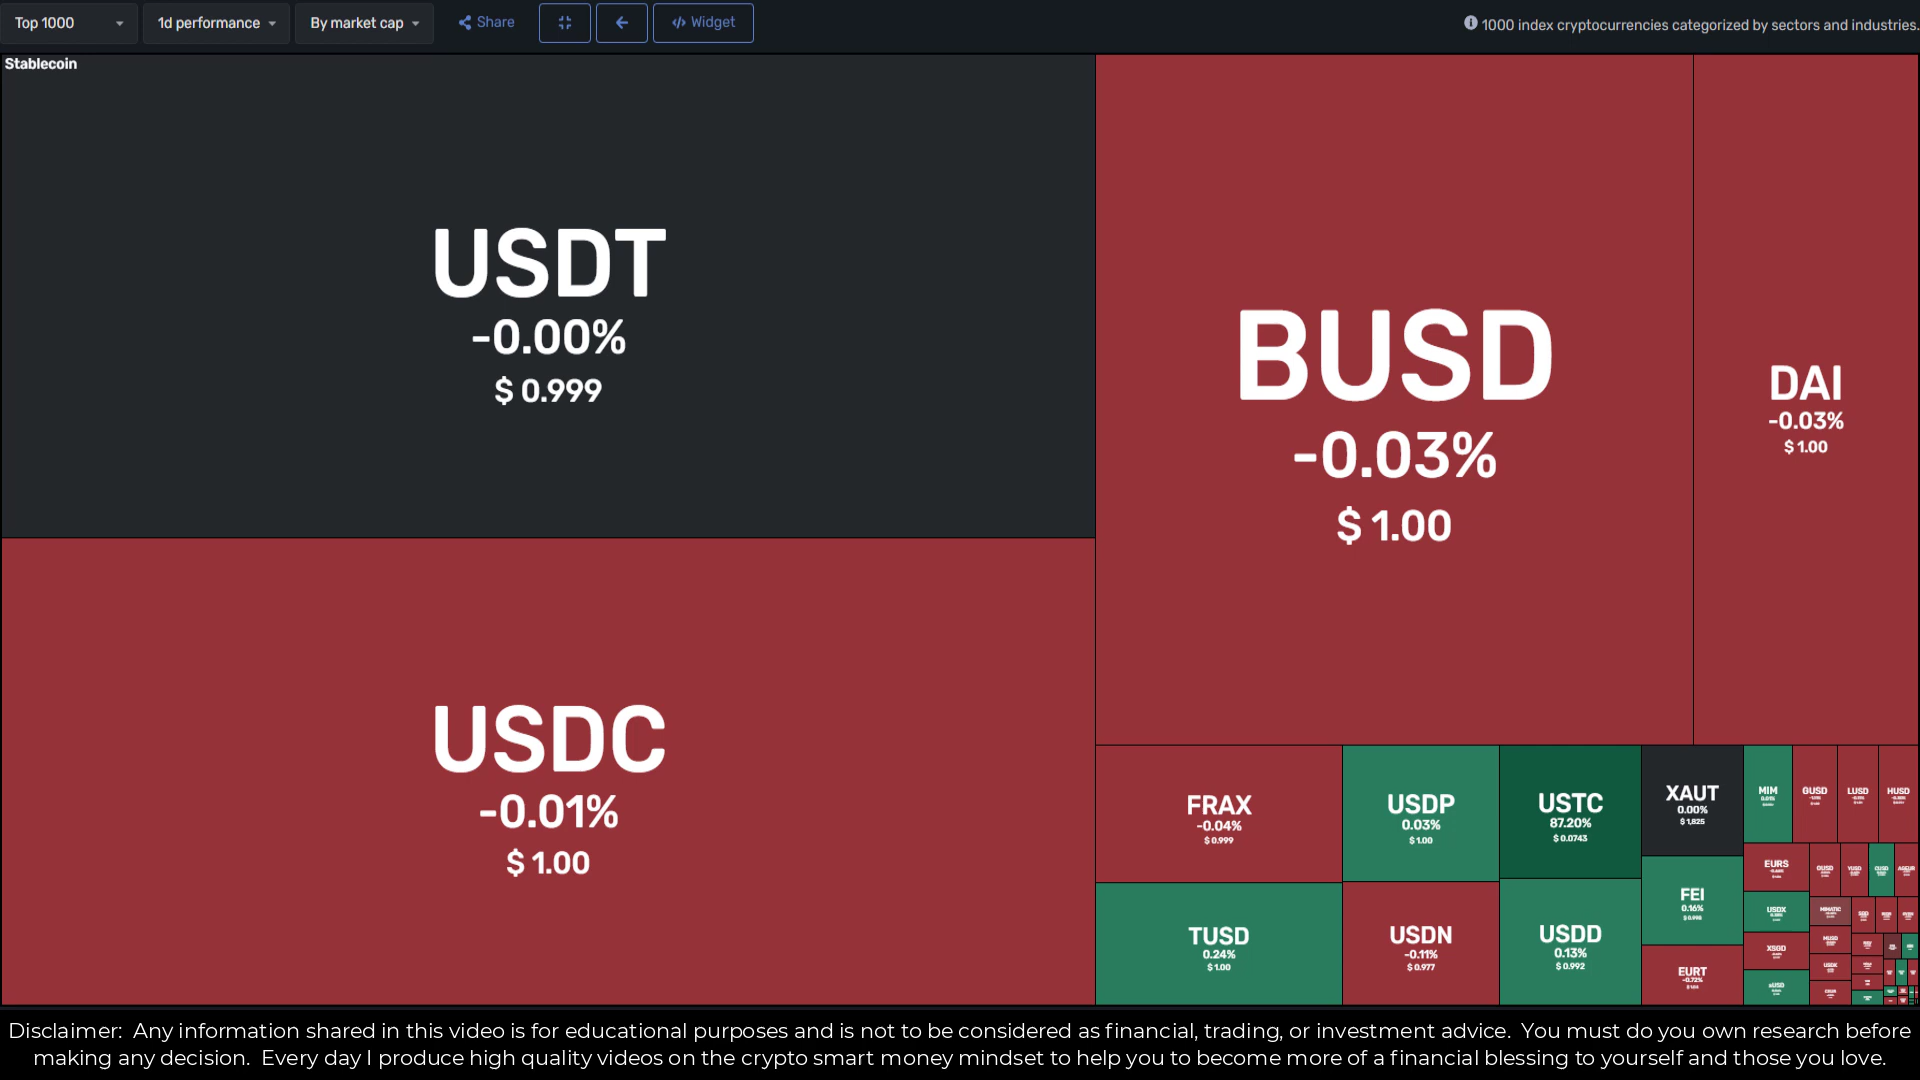 Top 1000
1d performance
By market cap
Share
Widget
1000 index cryptocurrencies categorized by sectors and industries.
Stablecoin
USDT
-0.00%
$ 0.999
USDC
-0.01%
$ 1.00
BUSD
-0.03%
$ 1.00
DAI
-0.03%
$ 1.00
FRAX
-0.04%
$ 0.999
TUSD
0.24%
$ 1.00
USDP
0.03%
$ 1.00
USDN
-0.11%
$ 0.977
USTC
87.20%
$ 0.0743
USDD
0.13%
$ 0.992
XAUT
0.00%
$ 1,825
FEI
0.16%
EURT
-0.72%
MIM
GUSD
LUSD
HUSD
EURS
USDX
XSGD
sUSD
OUSD
MUSD
USDK
Disclaimer: Any information shared in this video is for educational purposes and is not to be considered as financial, trading, or investment advice. You must do you own research before
making any decision. Every day I produce high quality videos on the crypto smart money mindset to help you to become more of a financial blessing to yourself and those you love.